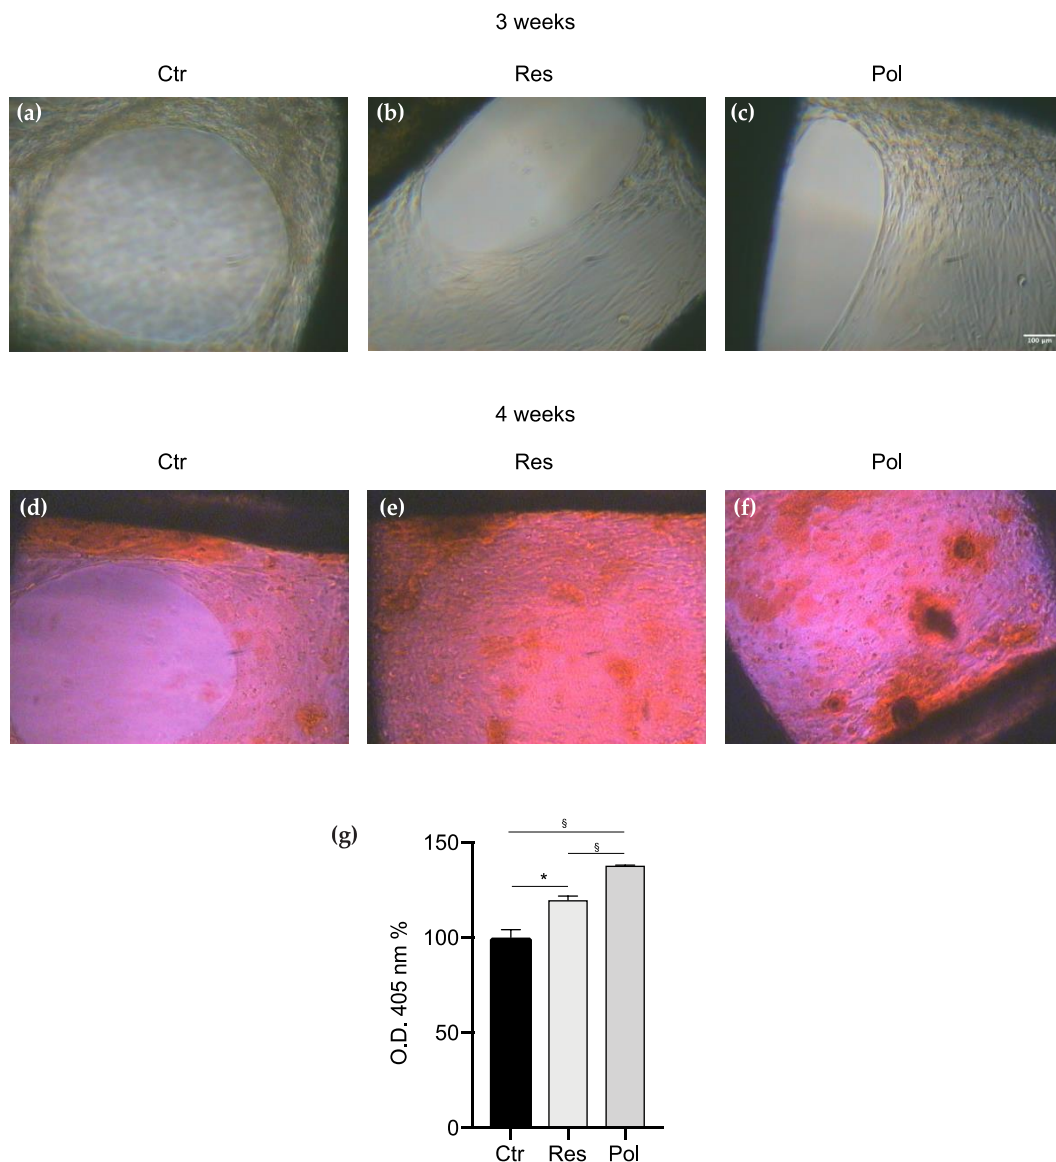 3 weeks
Ctr Res Pol
(a) (b) (c)
100 µm
4 weeks
Ctr Res Pol
(d) (e) (f)
(g)
§
§
*
150
100
50
0
O.D. 405 nm %
Ctr Res Pol